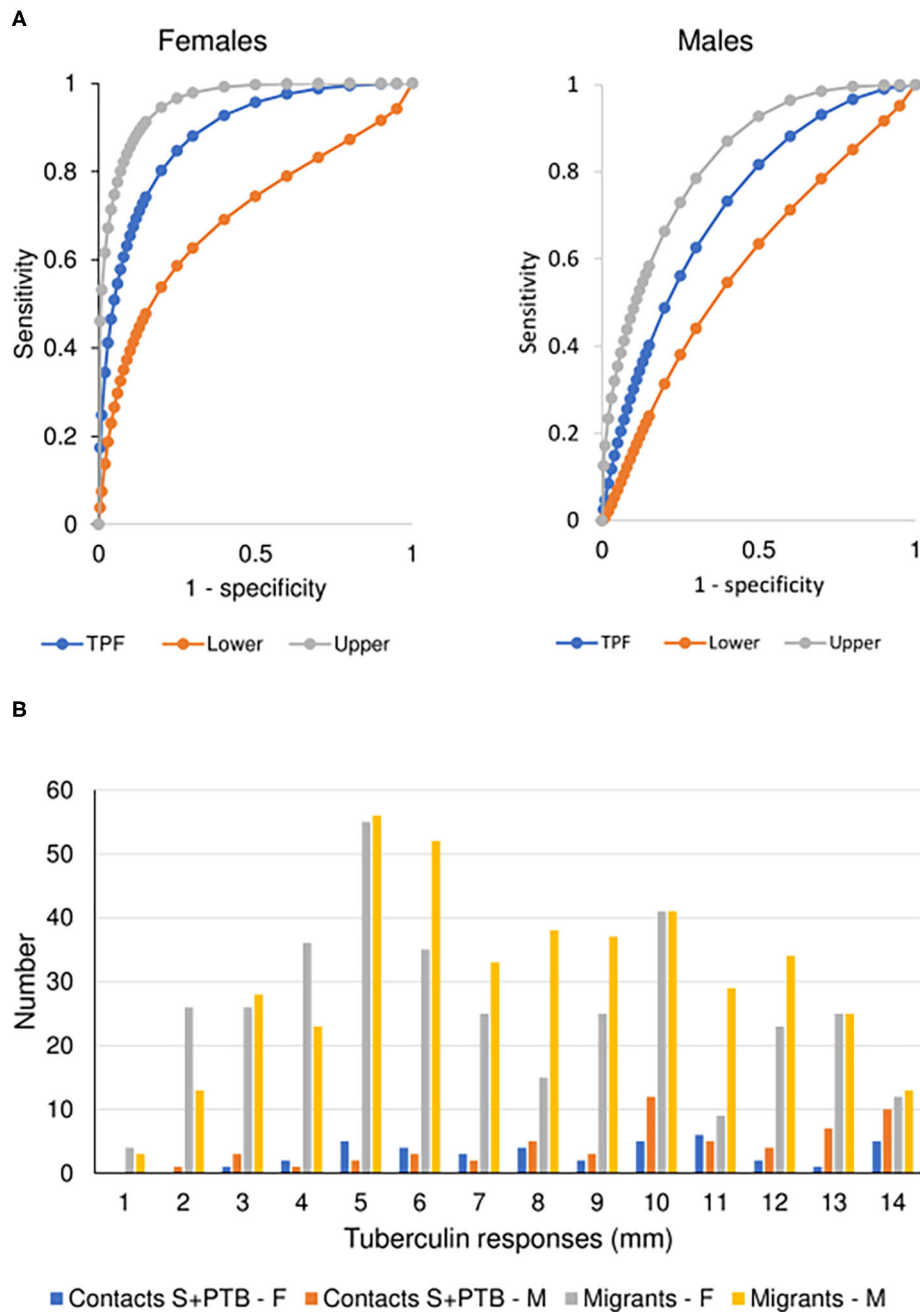 A
Females
Males
1
0.8
0.6
0.4
0.2
0
Sensitivity
0 0.5 1
1 - specificity
TPF Lower Upper
1
0.8
0.6
0.4
0.2
0
Sensitivity
0 0.5 1
1 - specificity
TPF Lower Upper
B
60
50
40
30
20
10
0
Number
1 2 3 4 5 6 7 8 9 10 11 12 13 14
Tuberculin responses (mm)
Contacts S+PTB - F Contacts S+PTB - M Migrants - F Migrants - M